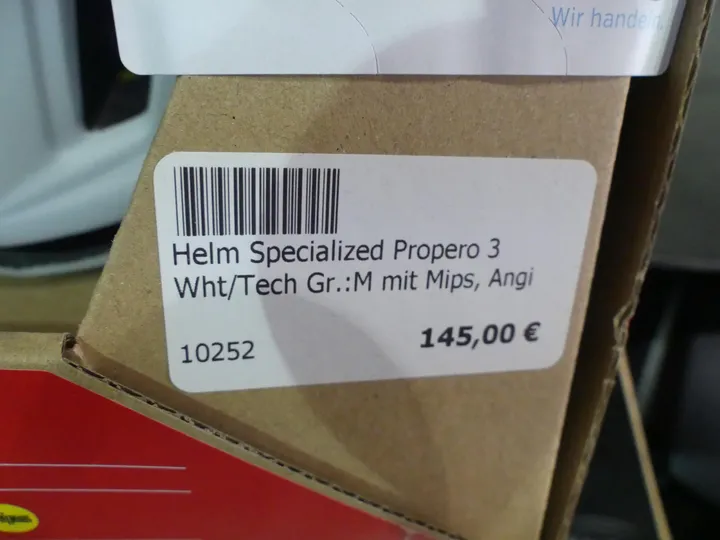 Wir handeln.
Helm Specialized Propero 3
Wht/Tech Gr.:M mit Mips, Angi
10252
145,00 €